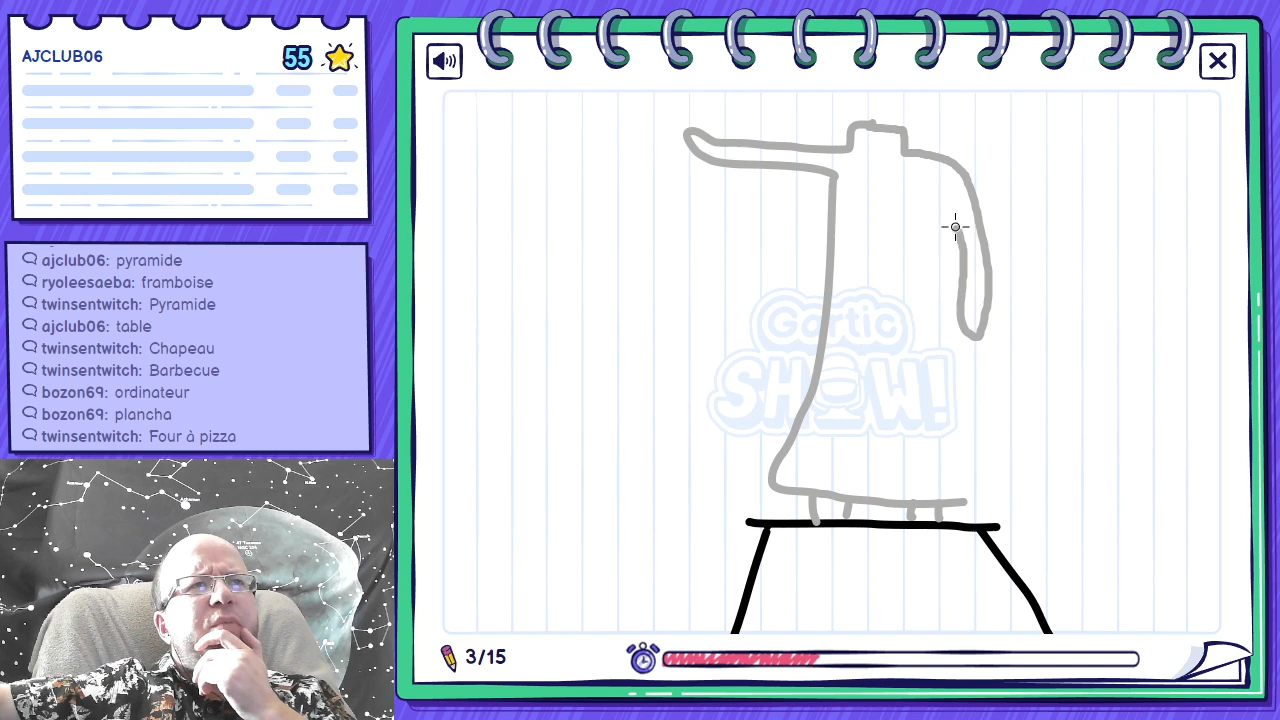 AJCLUB06 55
ajclub06: pyramide
ryoleesaeba: framboise
twinsentwitch: Pyramide
ajclub06: table
twinsentwitch: Chapeau
twinsentwitch: Barbecue
bozon69: ordinateur
bozon69: plancha
twinsentwitch: Four à pizza
Gartic
SHOW!
3/15